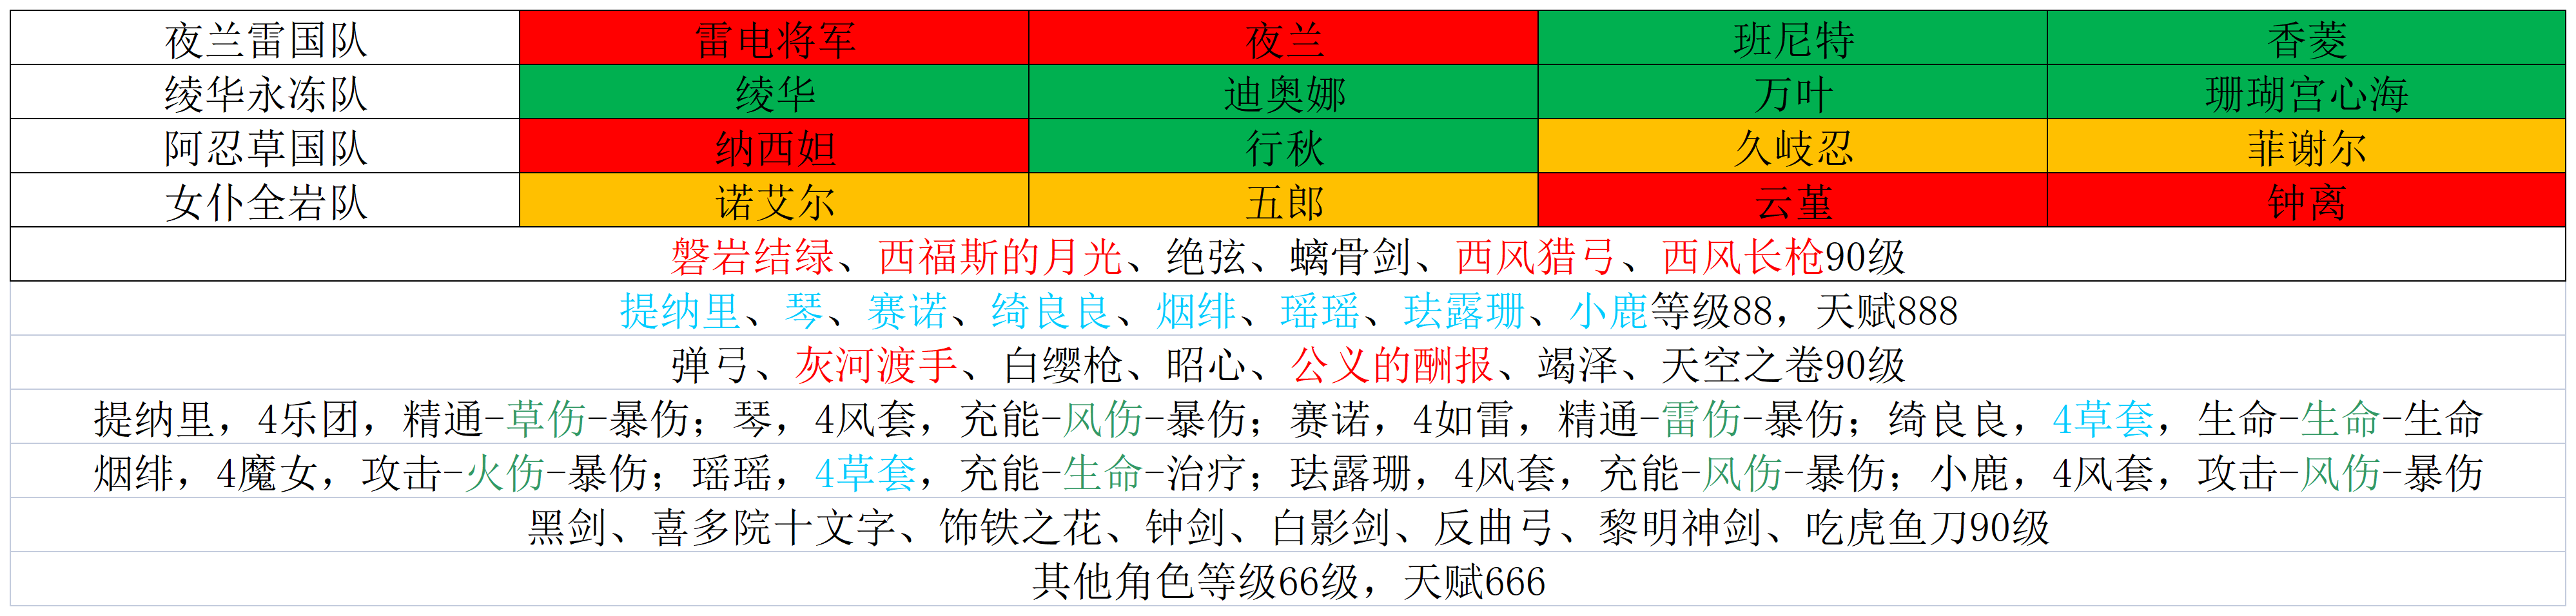 夜兰雷国队 雷电将军 夜兰 班尼特 香菱
绫华永冻队 绫华 迪奥娜 万叶 珊瑚宫心海
阿忍草国队 纳西妲 行秋 久岐忍 菲谢尔
女仆全岩队 诺艾尔 五郎 云堇 钟离
磐岩结绿、西福斯的月光、绝弦、螭骨剑、西风猎弓、西风长枪90级
提纳里、琴、赛诺、绮良良、烟绯、瑶瑶、珐露珊、小鹿等级88，天赋888
弹弓、灰河渡手、白缨枪、昭心、公义的酬报、竭泽、天空之卷90级
提纳里，4乐团，精通-草伤-暴伤；琴，4风套，充能-风伤-暴伤；赛诺，4如雷，精通-雷伤-暴伤；绮良良，4草套，生命-生命-生命
烟绯，4魔女，攻击-火伤-暴伤；瑶瑶，4草套，充能-生命-治疗；珐露珊，4风套，充能-风伤-暴伤；小鹿，4风套，攻击-风伤-暴伤
黑剑、喜多院十文字、饰铁之花、钟剑、白影剑、反曲弓、黎明神剑、吃虎鱼刀90级
其他角色等级66级，天赋666